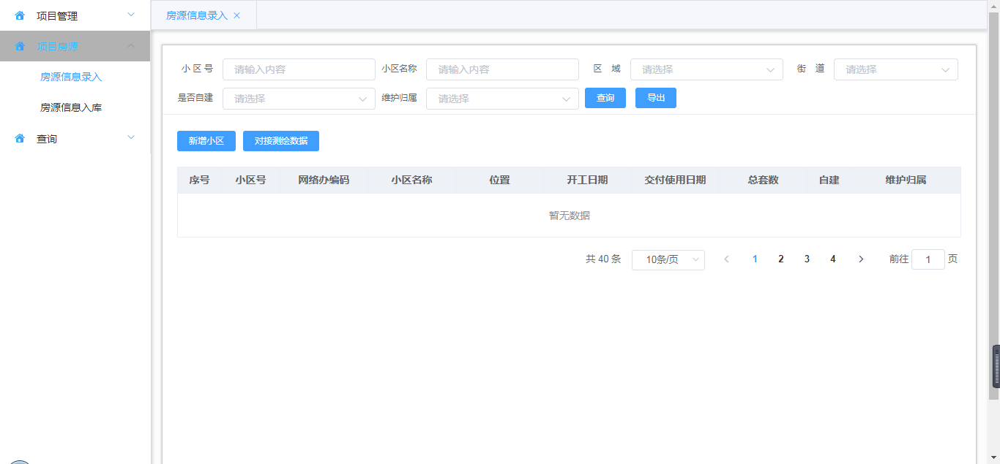 项目管理
房源信息录入
项目房源
房源信息录入
房源信息入库
查询
小 区 号 请输入内容 小区名称 请输入内容 区 域 请选择 街 道 请选择
是否自建 请选择 维护归属 请选择 查询 导出
新增小区 对接测绘数据
序号 小区号 网络办编码 小区名称 位置 开工日期 交付使用日期 总套数 自建 维护归属
暂无数据
共 40 条 10条/页 1 2 3 4 前往 1 页